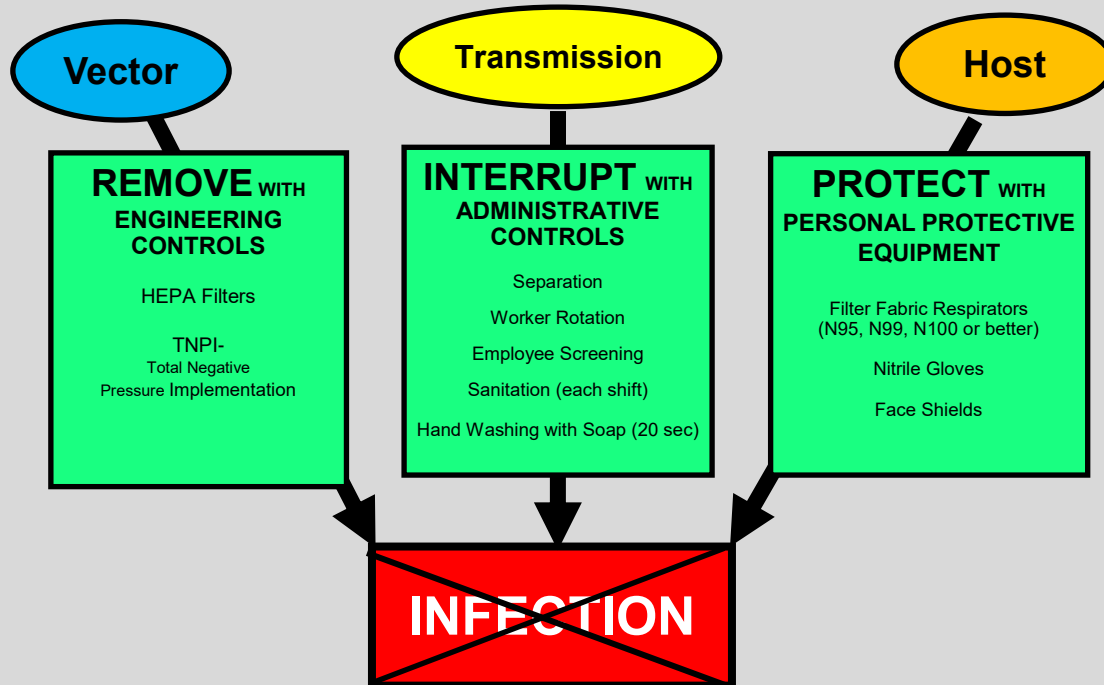 Vector
Transmission
Host
REMOVE WITH
ENGINEERING
CONTROLS
HEPA Filters
TNPI-
Total Negative
Pressure Implementation
INTERRUPT WITH
ADMINISTRATIVE
CONTROLS
Separation
Worker Rotation
Employee Screening
Sanitation (each shift)
Hand Washing with Soap (20 sec)
PROTECT WITH
PERSONAL PROTECTIVE
EQUIPMENT
Filter Fabric Respirators
(N95, N99, N100 or better)
Nitrile Gloves
Face Shields
INFECTION